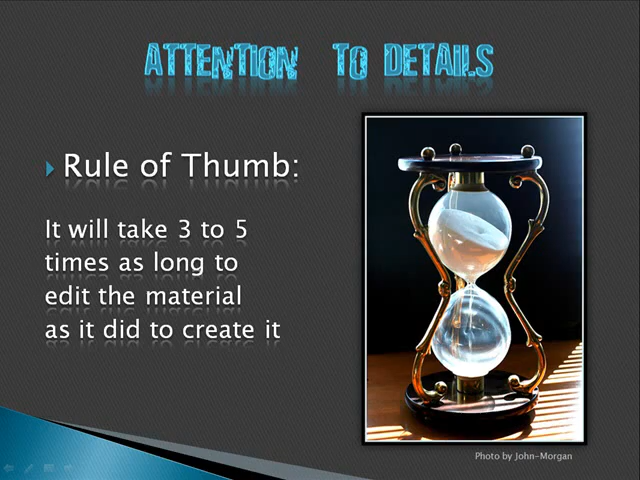 ATTENTION TO DETAILS
Rule of Thumb:
It will take 3 to 5
times as long to
edit the material
as it did to create it
Photo by John-Morgan